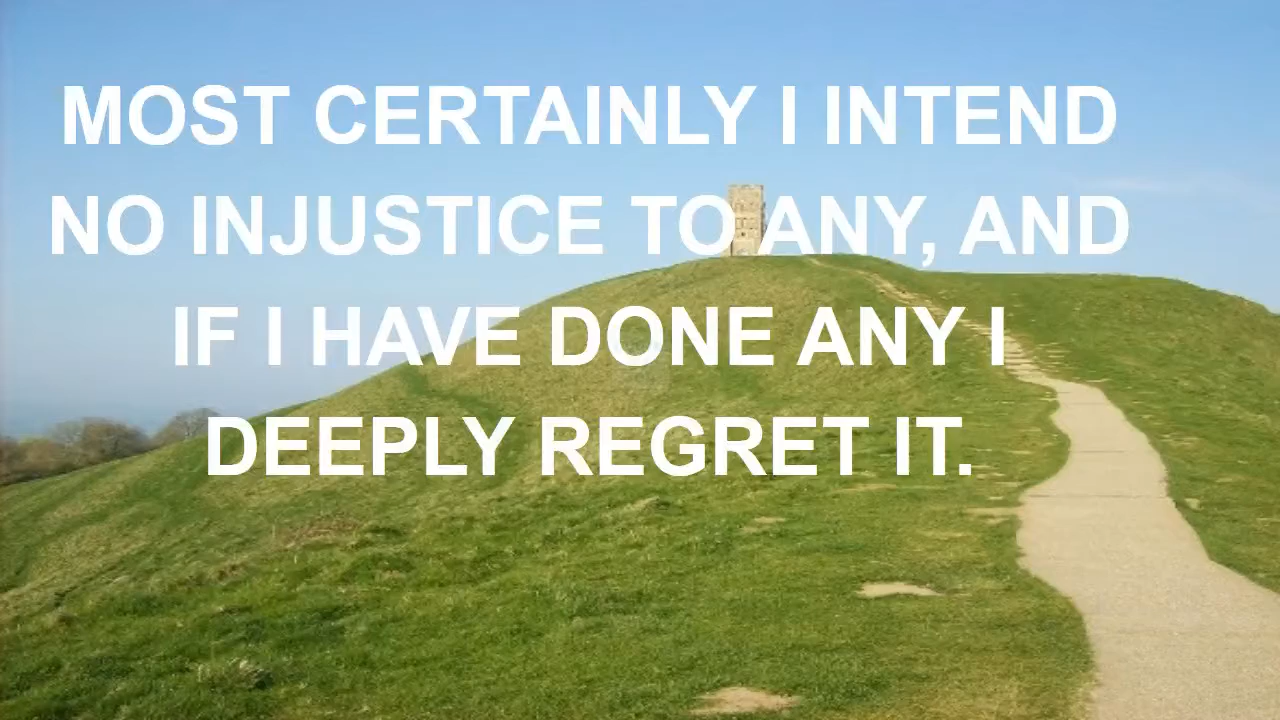 MOST CERTAINLY I INTEND
NO INJUSTICE TO ANY, AND
IF I HAVE DONE ANY I
DEEPLY REGRET IT.